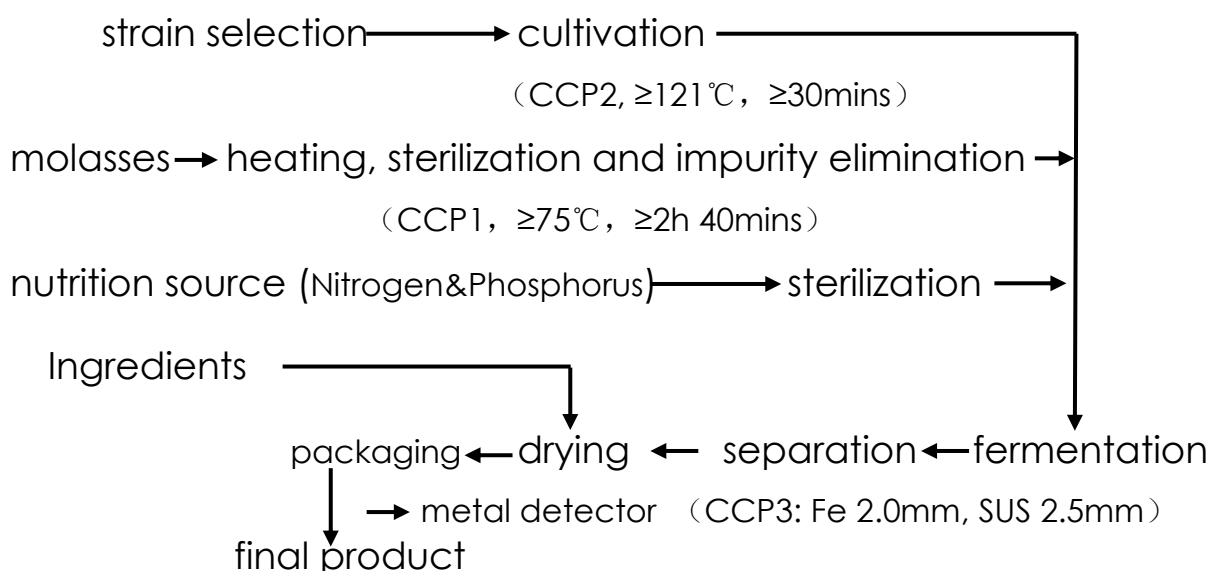 strain selection cultivation
（CCP2, ≥121℃，≥30mins）
molasses heating, sterilization and impurity elimination
（CCP1，≥75℃，≥2h 40mins）
nutrition source (Nitrogen&Phosphorus) sterilization
Ingredients
packaging drying separation fermentation
metal detector （CCP3: Fe 2.0mm, SUS 2.5mm）
final product